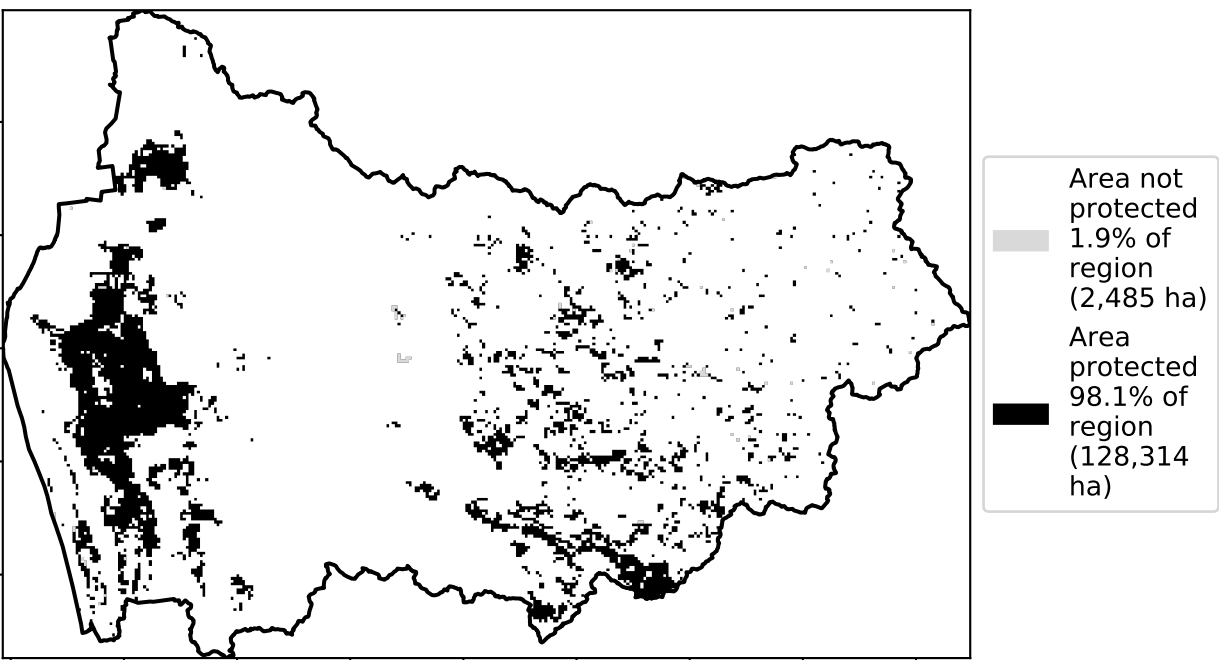 Area not
protected
1.9% of
region
(2,485 ha)
Area
protected
98.1% of
region
(128,314
ha)